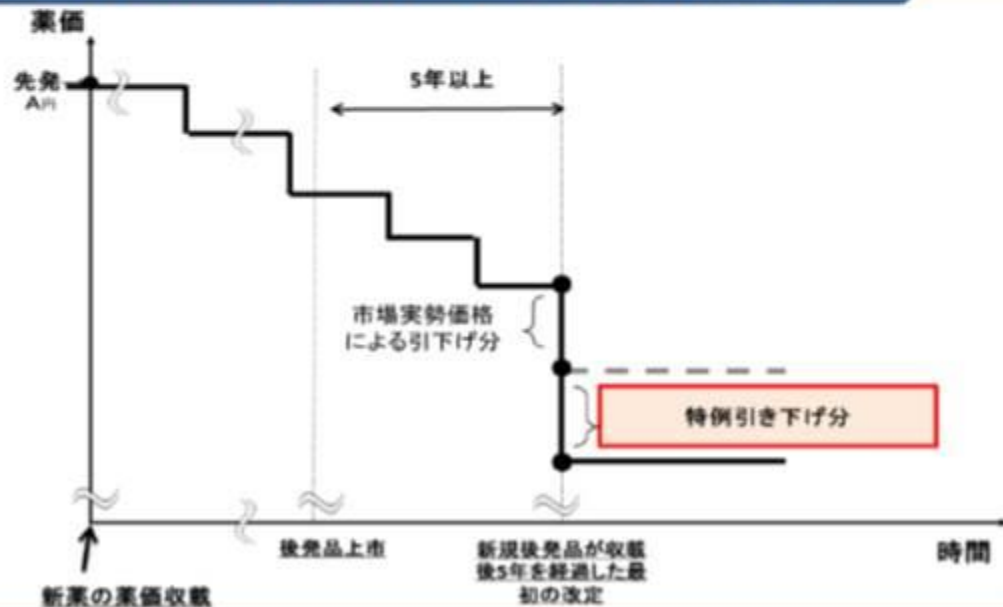 薬価
先発
A円
5年以上
市場実勢価格
による引下げ分
特例引き下げ分
後発品上市
新規後発品が収載
後5年を経過した最
初の改定
時間
新薬の薬価収載